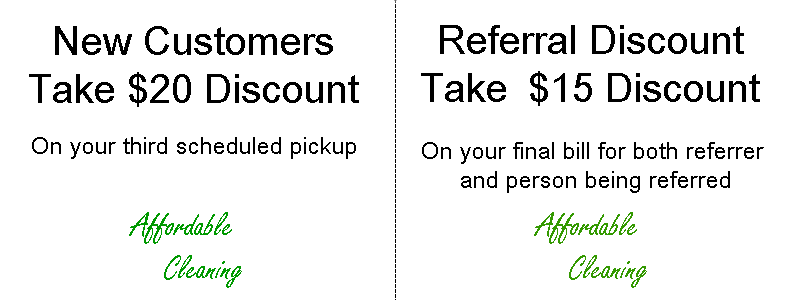 New Customers
Take $20 Discount
On your third scheduled pickup
Affordable
Cleaning
Referral Discount
Take  $15 Discount
On your final bill for both referrer
and person being referred
Affordable
Cleaning